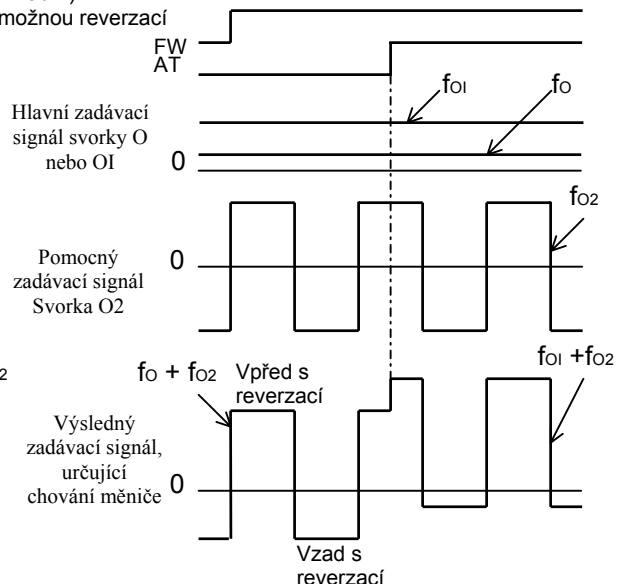 možnou reverzací
FW
AT
fOI
fO
Hlavní zadávací
signál svorky O
nebo OI
0
fO2
Pomocný
zadávací signál
Svorka O2
0
2
fO + fO2
Vpřed s
reverzací
fOI +fO2
Výsledný
zadávací signál,
určující
chování měniče
0
Vzad s
reverzací